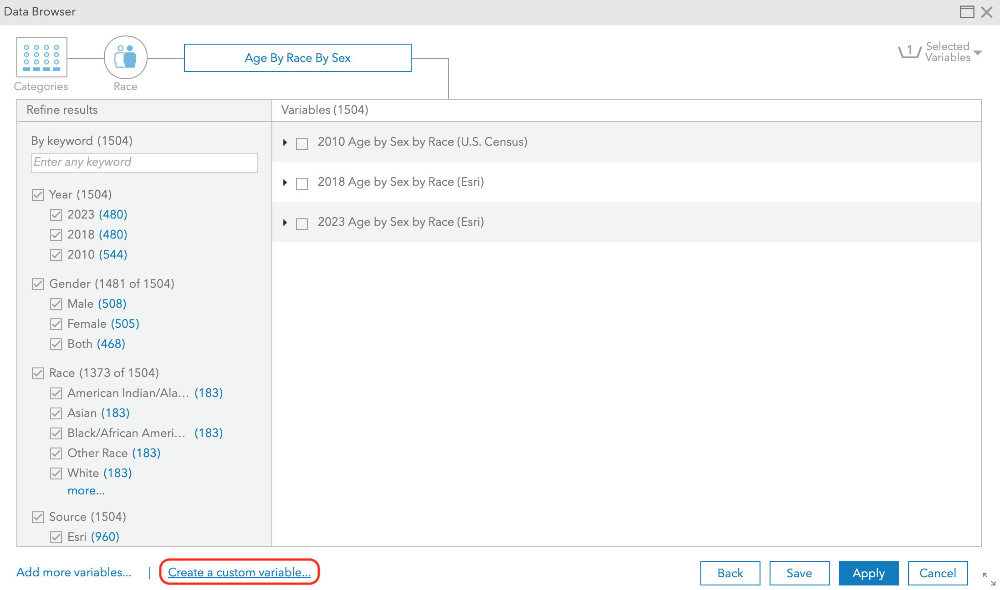 Data Browser
Categories
Race
Age By Race By Sex
1
Selected
Variables
Refine results
By keyword (1504)
Enter any keyword
Year (1504)
2023 (480)
2018 (480)
2010 (544)
Gender (1481 of 1504)
Male (508)
Female (505)
Both (468)
Race (1373 of 1504)
American Indian/Ala... (183)
Asian (183)
Black/African Ameri... (183)
Other Race (183)
White (183)
more...
Source (1504)
Esri (960)
Variables (1504)
2010 Age by Sex by Race (U.S. Census)
2018 Age by Sex by Race (Esri)
2023 Age by Sex by Race (Esri)
Add more variables... | Create a custom variable...
Back
Save
Apply
Cancel